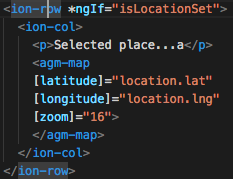 <ion-row *ngIf="isLocationSet">
<ion-col>
<p>Selected place...a</p>
<agm-map
[latitude]="location.lat"
[longitude]="location.lng"
[zoom]="16">
</agm-map>
</ion-col>
</ion-row>